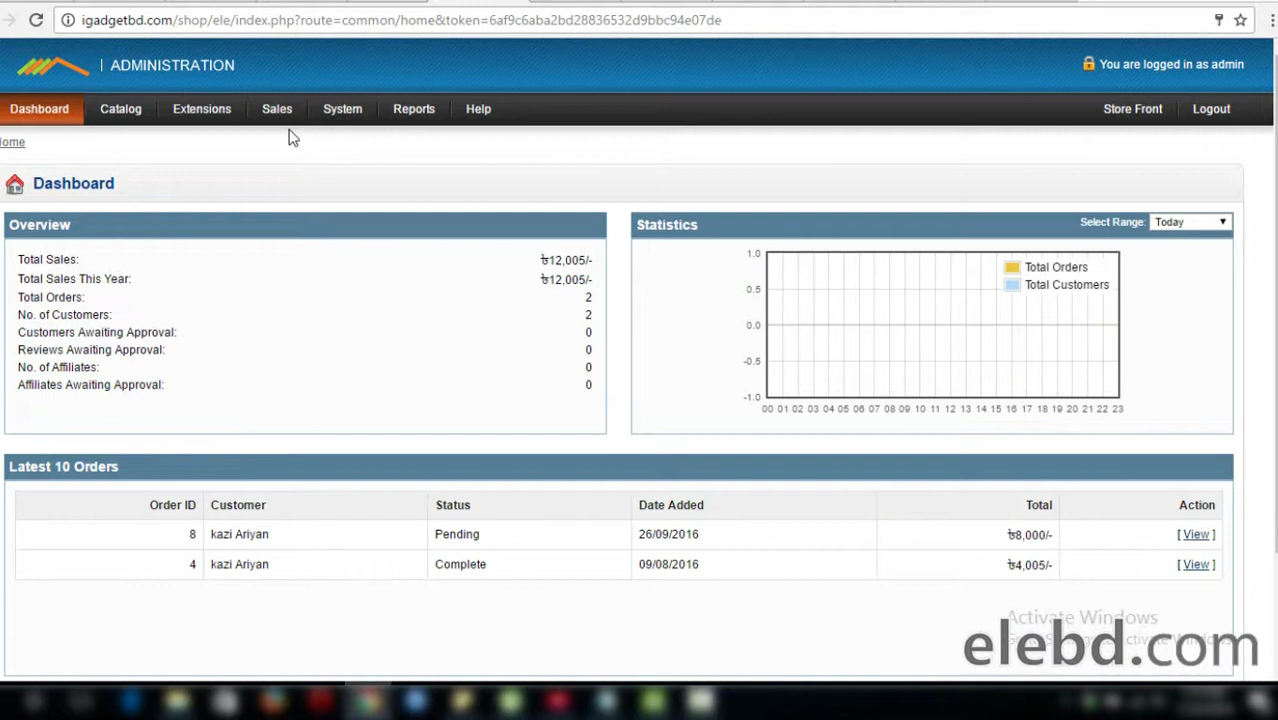 igadgetbd.com/shop/ele/index.php?route=common/home&token=6af9c6aba2bd28836532d9bbc94e07de
ADMINISTRATION
You are logged in as admin
Dashboard Catalog Extensions Sales System Reports Help Store Front Logout
ome
Dashboard
Overview
Total Sales: ৳12,005/-
Total Sales This Year: ৳12,005/-
Total Orders: 2
No. of Customers: 2
Customers Awaiting Approval: 0
Reviews Awaiting Approval: 0
No. of Affiliates: 0
Affiliates Awaiting Approval: 0
Statistics Select Range: Today
1.0
0.5
0.0
-0.5
-1.0
Total Orders
Total Customers
00 01 02 03 04 05 06 07 08 09 10 11 12 13 14 15 16 17 18 19 20 21 22 23
Latest 10 Orders
Order ID Customer Status Date Added Total Action
8 kazi Ariyan Pending 26/09/2016 ৳8,000/- [ View ]
4 kazi Ariyan Complete 09/08/2016 ৳4,005/- [ View ]
Activate Windows
elebd.com